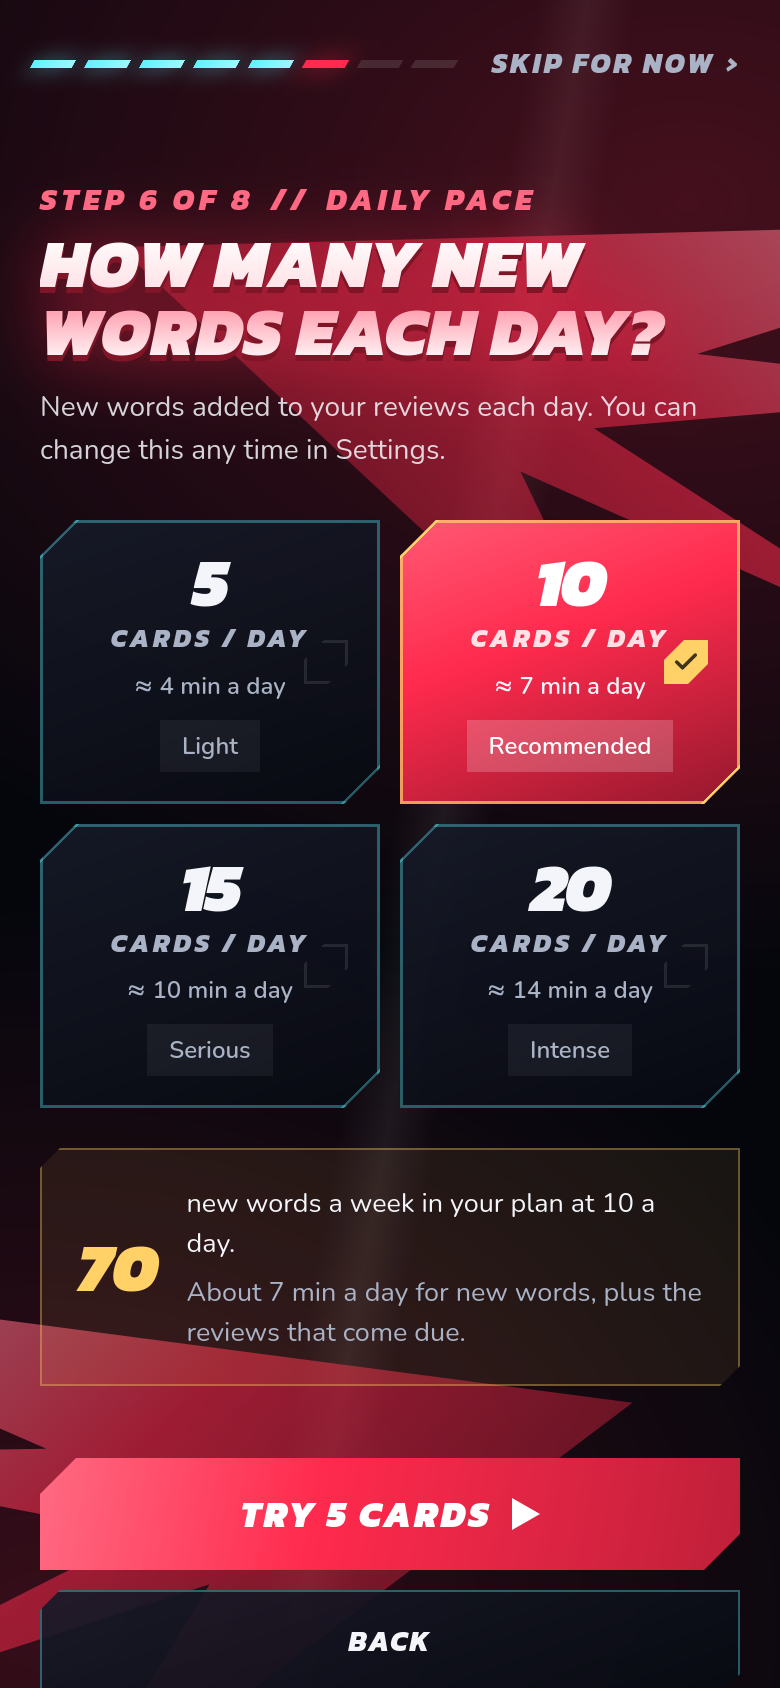 SKIP FOR NOW >
STEP 6 OF 8 // DAILY PACE
HOW MANY NEW
WORDS EACH DAY?
New words added to your reviews each day. You can
change this any time in Settings.
5
CARDS / DAY
≈ 4 min a day
Light
10
CARDS / DAY
≈ 7 min a day
Recommended
15
CARDS / DAY
≈ 10 min a day
Serious
20
CARDS / DAY
≈ 14 min a day
Intense
70
new words a week in your plan at 10 a
day.
About 7 min a day for new words, plus the
reviews that come due.
TRY 5 CARDS
BACK